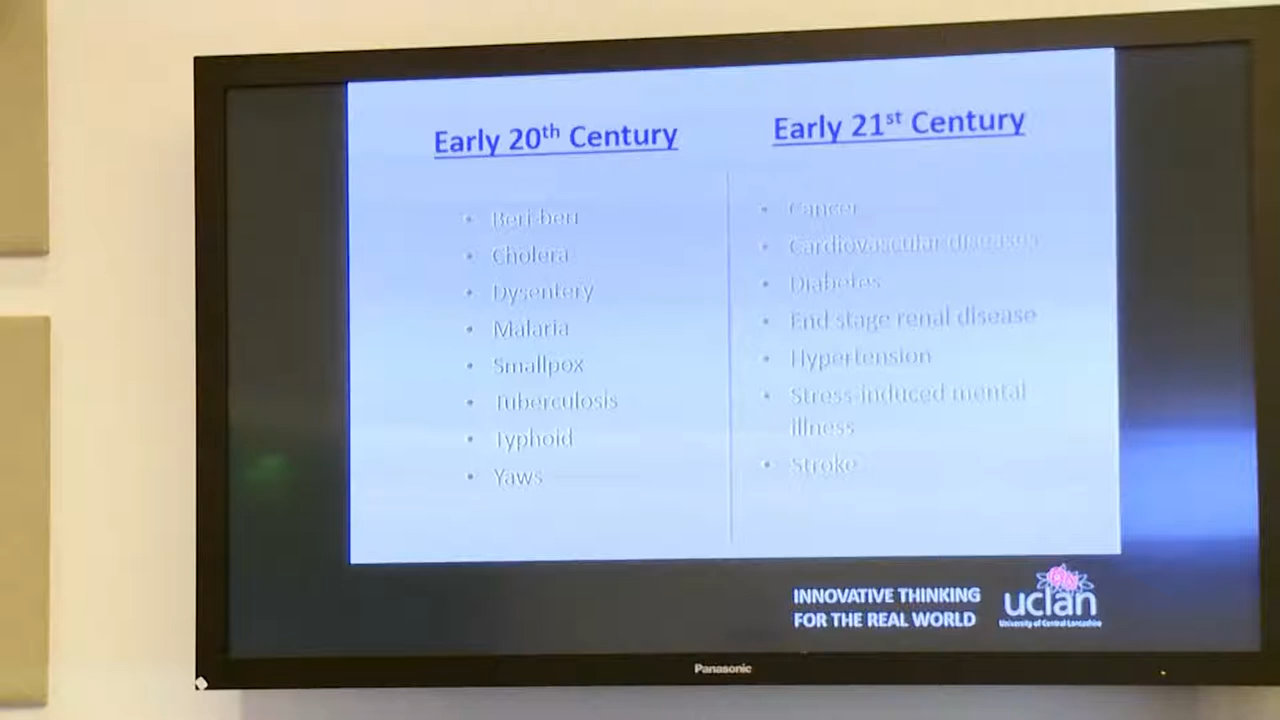 Early 20th Century
Beri-beri
Cholera
Dysentery
Malaria
Smallpox
Tuberculosis
Typhoid
Yaws
Early 21st Century
Cancer
Cardiovascular diseases
Diabetes
End stage renal disease
Hypertension
Stress-induced mental
illness
Stroke
INNOVATIVE THINKING
FOR THE REAL WORLD
uclan
University of Central Lancashire
Panasonic